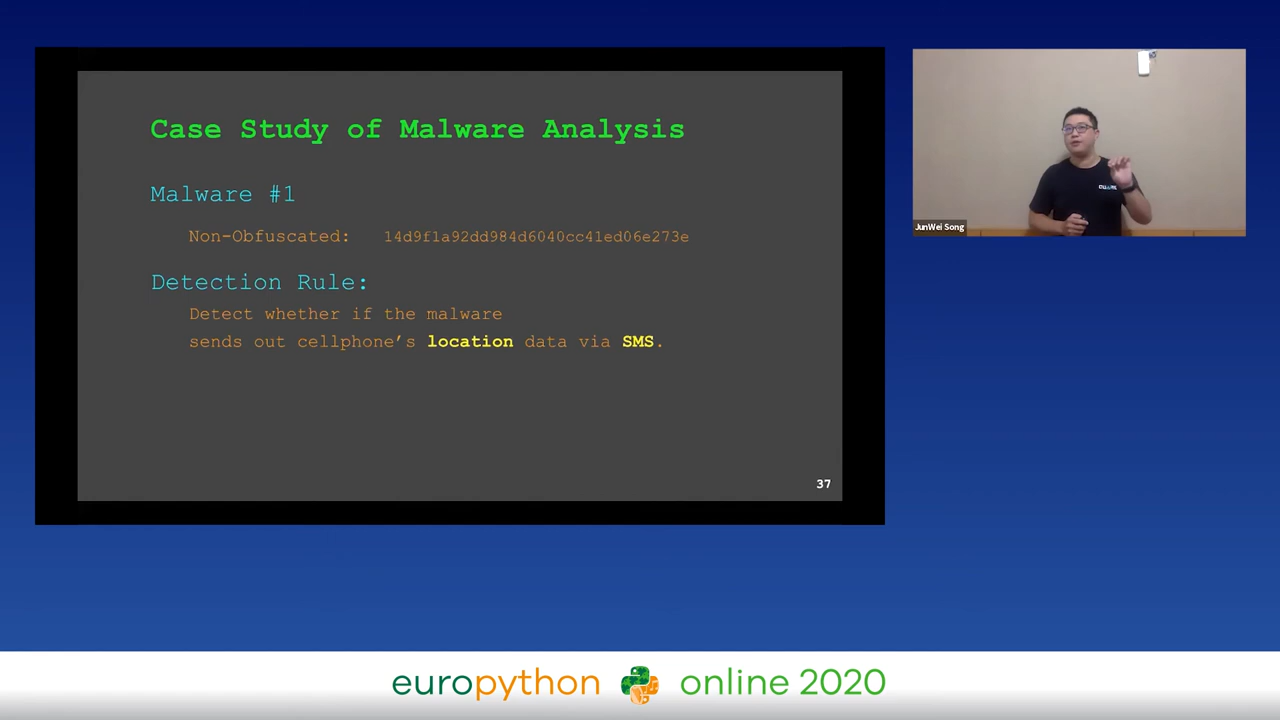 Case Study of Malware Analysis
Malware #1
Non-Obfuscated: 14d9f1a92dd984d6040cc41ed06e273e
Detection Rule:
Detect whether if the malware
sends out cellphone’s location data via SMS.
37
JunWei Song
europython online 2020